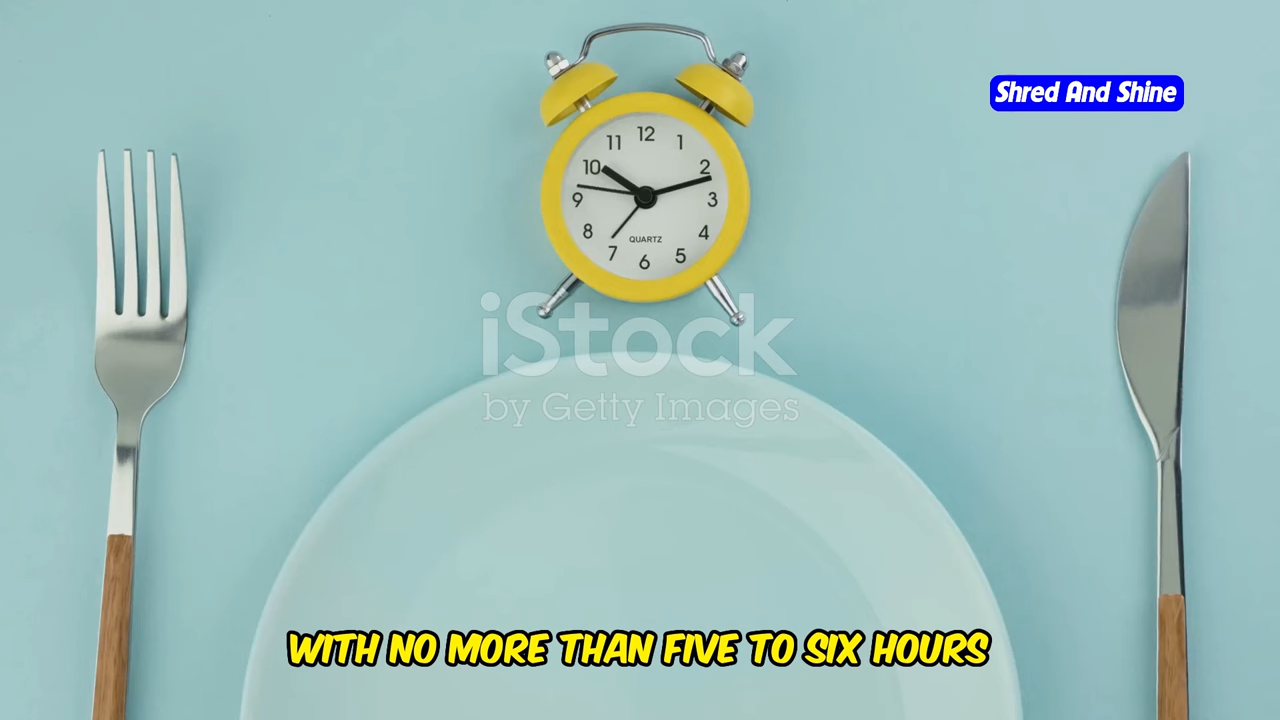 Shred And Shine
12
11 1
10 2
9 3
8 4
7 5
6
QUARTZ
iStock
by Getty Images
WITH NO MORE THAN FIVE TO SIX HOURS